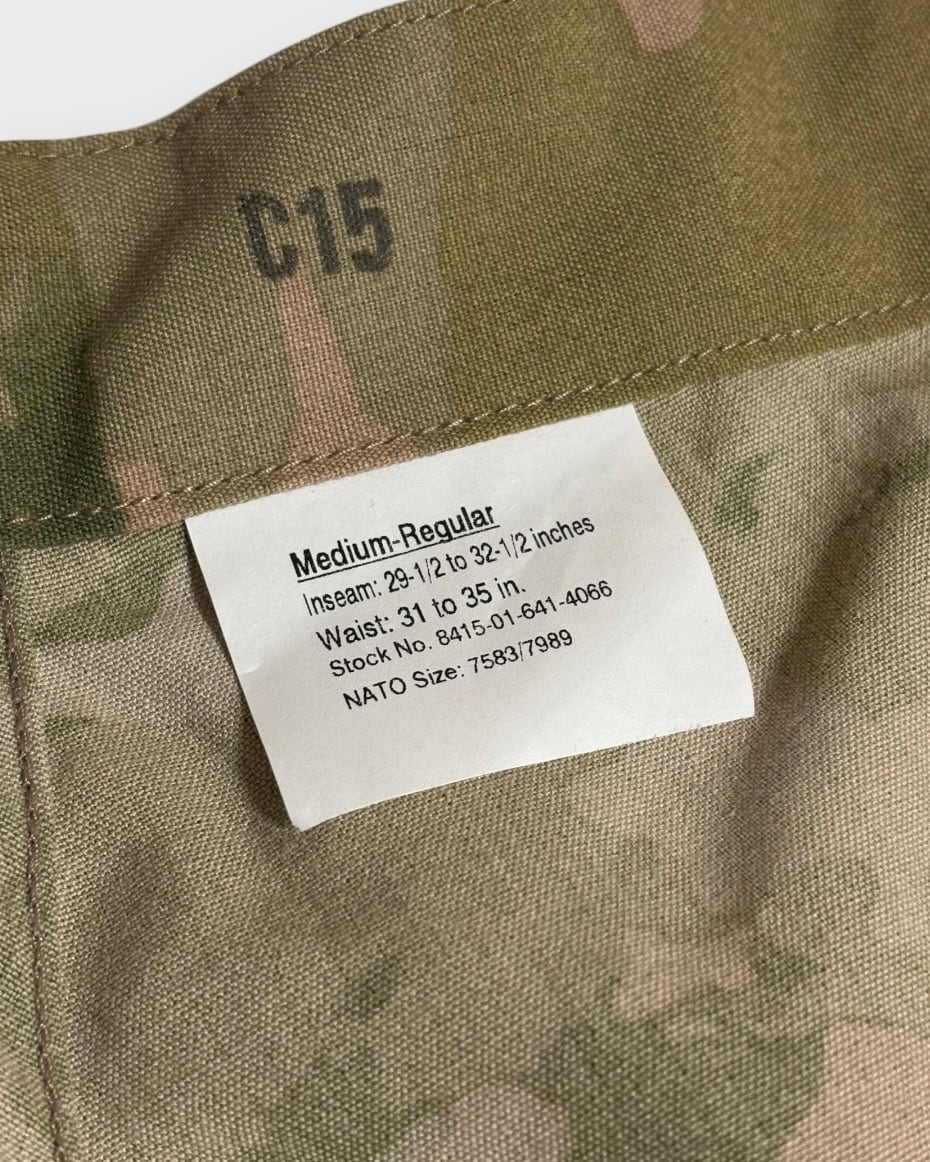 C15
Medium-Regular
Inseam: 29-1/2 to 32-1/2 inches
Waist: 31 to 35 in.
Stock No. 8415-01-641-4066
NATO Size: 7583/7989